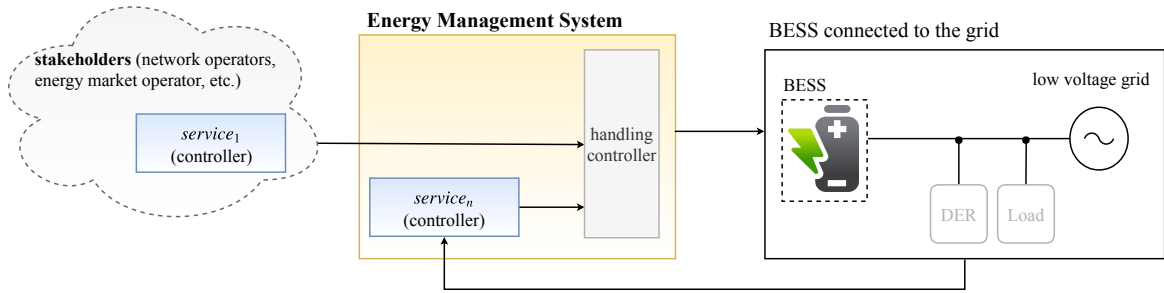 stakeholders (network operators,
energy market operator, etc.)
service₁
(controller)
Energy Management System
handling
controller
serviceₙ
(controller)
BESS connected to the grid
BESS
low voltage grid
DER
Load